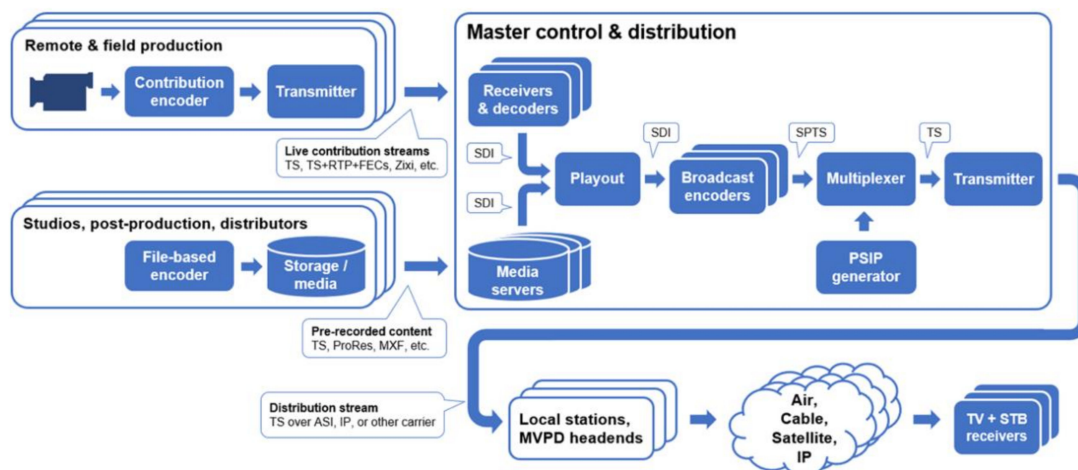 Remote & field production
Contribution
encoder
Transmitter
Live contribution streams
TS, TS+RTP+FECs, Zixi, etc.
Studios, post-production, distributors
File-based
encoder
Storage /
media
Pre-recorded content
TS, ProRes, MXF, etc.
Master control & distribution
Receivers
& decoders
SDI
SDI
Media
servers
Playout
SDI
Broadcast
encoders
SPTS
Multiplexer
PSIP
generator
TS
Transmitter
Distribution stream
TS over ASI, IP, or other carrier
Local stations,
MVPD headends
Air,
Cable,
Satellite,
IP
TV + STB
receivers